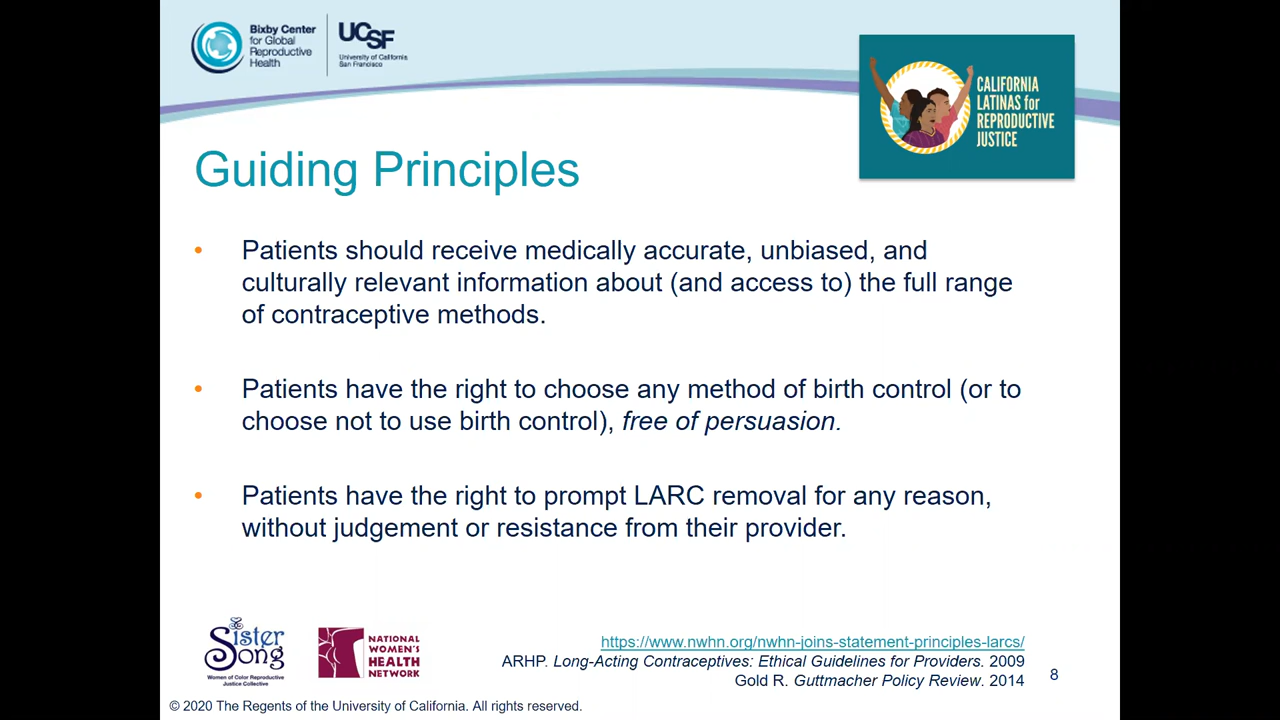 Bixby Center
for Global
Reproductive
Health
UCSF
University of California
San Francisco
CALIFORNIA
LATINAS for
REPRODUCTIVE
JUSTICE
Guiding Principles
• Patients should receive medically accurate, unbiased, and
culturally relevant information about (and access to) the full range
of contraceptive methods.
• Patients have the right to choose any method of birth control (or to
choose not to use birth control), free of persuasion.
• Patients have the right to prompt LARC removal for any reason,
without judgement or resistance from their provider.
Sister
Song
Women of Color Reproductive
Justice Collective
NATIONAL
WOMEN'S
HEALTH
NETWORK
https://www.nwhn.org/nwhn-joins-statement-principles-larcs/
ARHP. Long-Acting Contraceptives: Ethical Guidelines for Providers. 2009
Gold R. Guttmacher Policy Review. 2014
8
© 2020 The Regents of the University of California. All rights reserved.